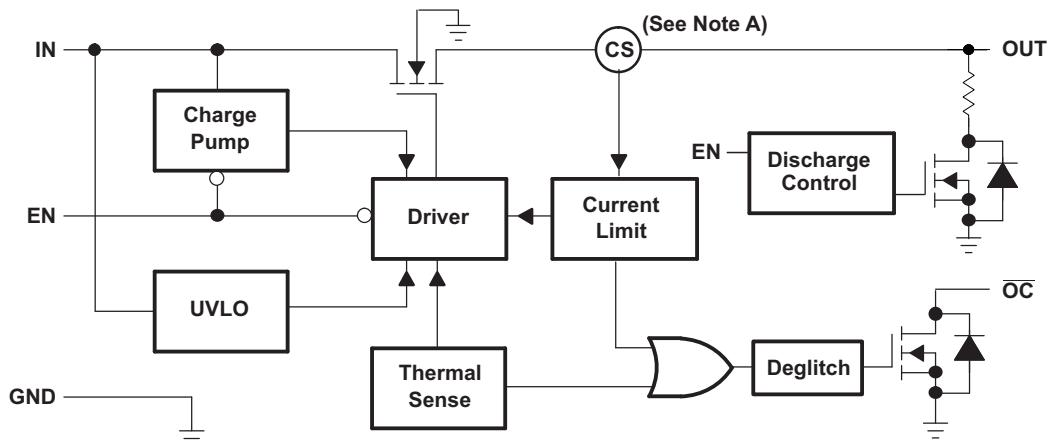 (See Note A)
IN
CS
OUT
Charge
Pump
EN
Discharge
Control
EN
Driver
Current
Limit
UVLO
OC
Thermal
Sense
Deglitch
GND